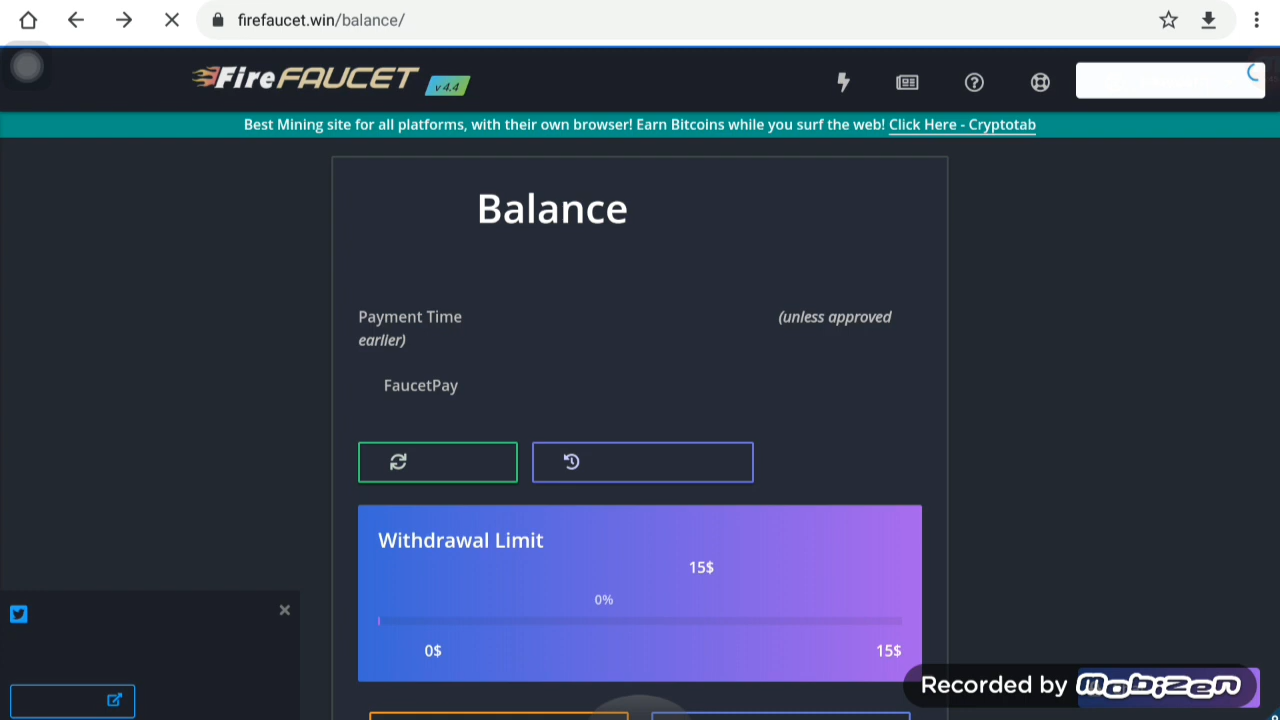 firefaucet.win/balance/
FireFAUCET v 4.4
Best Mining site for all platforms, with their own browser! Earn Bitcoins while you surf the web! Click Here - Cryptotab
Balance
Payment Time (unless approved
earlier)
FaucetPay
Withdrawal Limit
15$
0%
0$ 15$
Recorded by mobizen